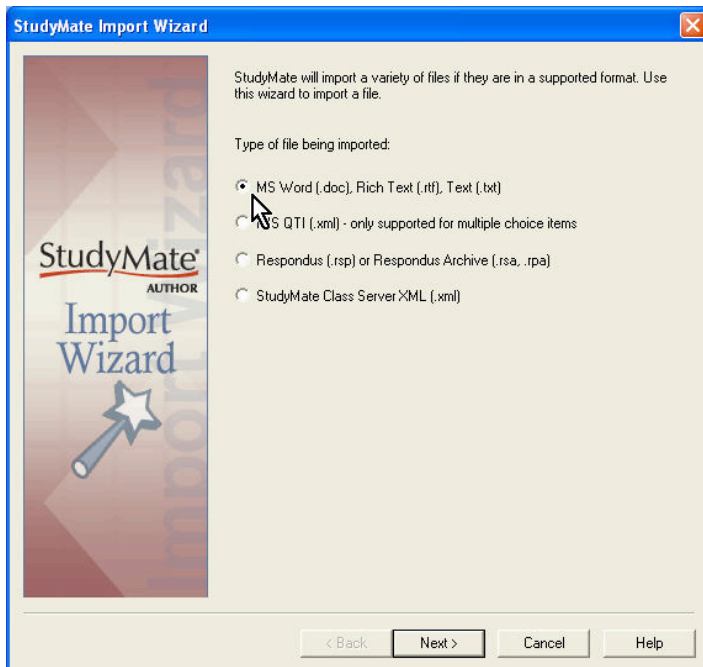 StudyMate Import Wizard
StudyMate will import a variety of files if they are in a supported format. Use
this wizard to import a file.
Type of file being imported:
MS Word (.doc), Rich Text (.rtf), Text (.txt)
QTI (.xml) - only supported for multiple choice items
Respondus (.rsp) or Respondus Archive (.rsa, .rpa)
StudyMate Class Server XML (.xml)
Import Wizard
StudyMate®
AUTHOR
Import
Wizard
< Back
Next >
Cancel
Help